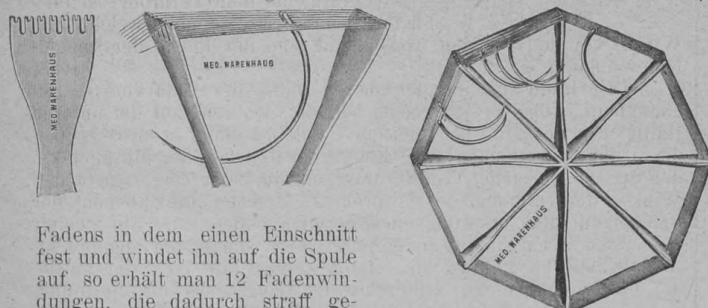 MED. WARENHAUS
MED. WARENHAUS
MED. WARENHAUS
Fadens in dem einen Einschnitt
fest und windet ihn auf die Spule
auf, so erhält man 12 Fadenwin-
dungen, die dadurch straff ge-